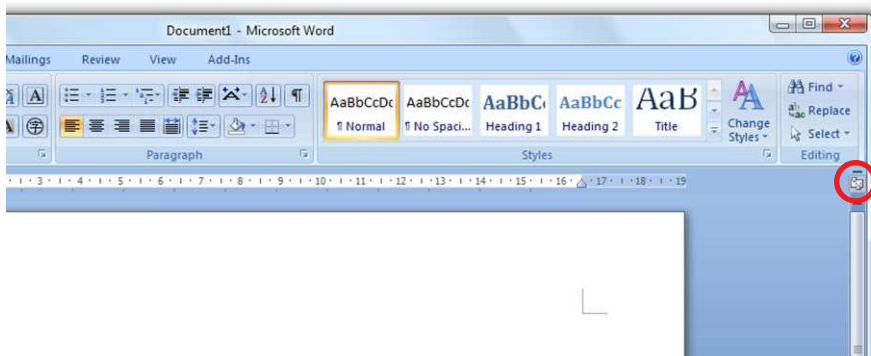 Document1 - Microsoft Word
Mailings Review View Add-Ins
A 字
AaBbCcDc AaBbCcDc AaBbC AaBbCc AaB
¶ Normal ¶ No Spaci... Heading 1 Heading 2 Title
Change
Styles
Find
Replace
Select
Paragraph Styles Editing
3 4 5 6 7 8 9 10 11 12 13 14 15 16 17 18 19